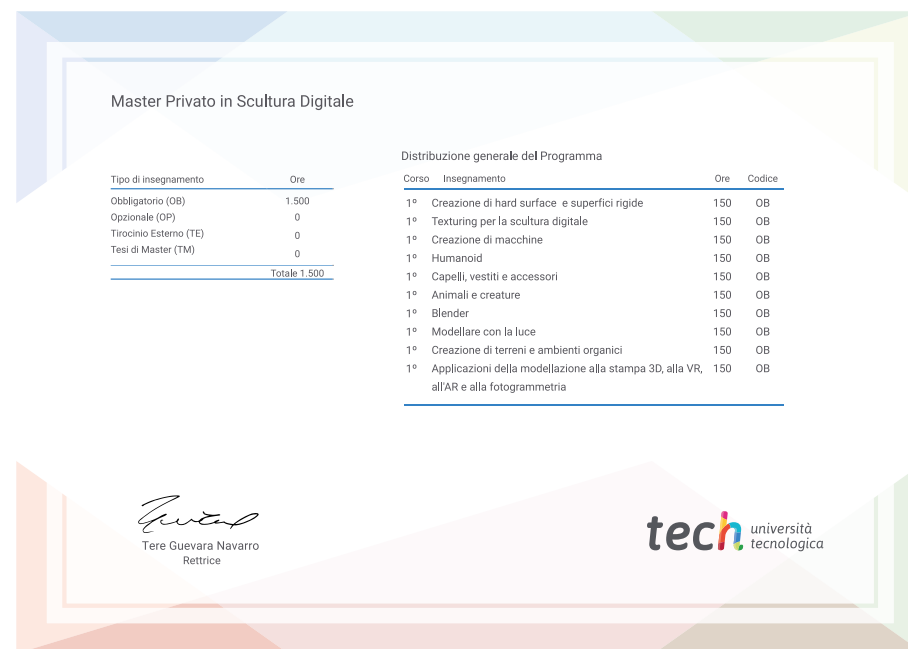 Master Privato in Scultura Digitale
Tipo di insegnamento Ore
Obbligatorio (OB) 1.500
Opzionale (OP) 0
Tirocinio Esterno (TE) 0
Tesi di Master (TM) 0
Totale 1.500
Distribuzione generale del Programma
Corso Insegnamento Ore Codice
1º Creazione di hard surface e superfici rigide 150 OB
1º Texturing per la scultura digitale 150 OB
1º Creazione di macchine 150 OB
1º Humanoid 150 OB
1º Capelli, vestiti e accessori 150 OB
1º Animali e creature 150 OB
1º Blender 150 OB
1º Modellare con la luce 150 OB
1º Creazione di terreni e ambienti organici 150 OB
1º Applicazioni della modellazione alla stampa 3D, alla VR, 150 OB
all'AR e alla fotogrammetria
Tere Guevara Navarro
Rettrice
tech università
tecnologica